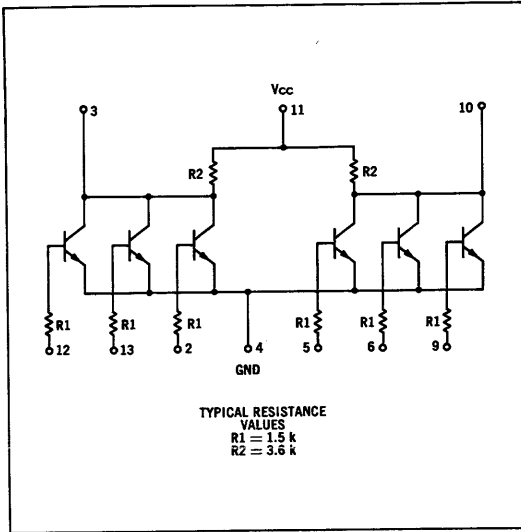 Vcc
3
11
10
R2
R2
R1
R1
R1
R1
R1
R1
12
13
2
4
5
6
9
GND
TYPICAL RESISTANCE
VALUES
R1 = 1.5 k
R2 = 3.6 k